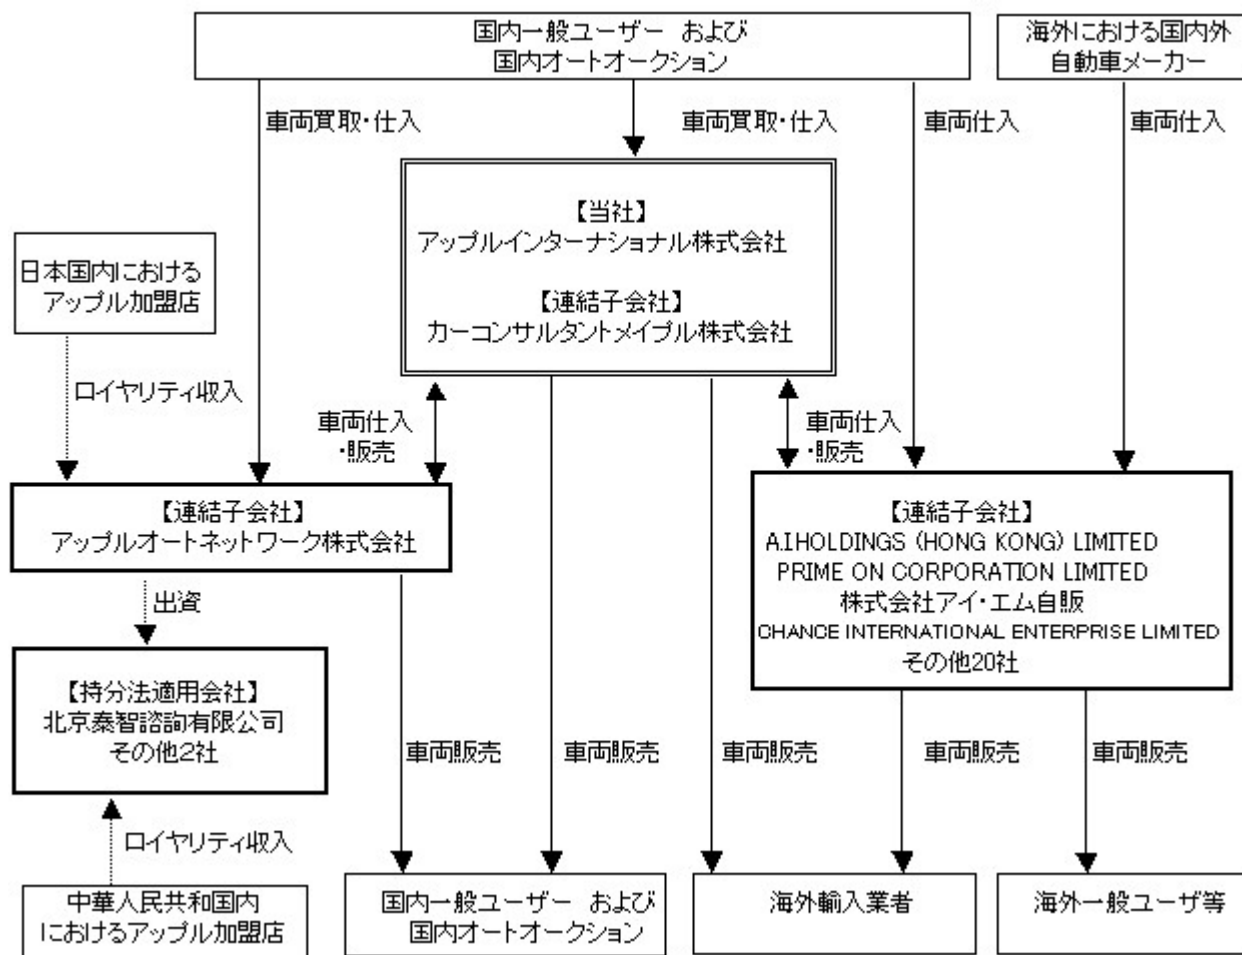 国内一般ユーザー および
国内オートオークション
海外における国内外
自動車メーカー
車両買取・仕入
車両買取・仕入
車両仕入
車両仕入
【当社】
アップルインターナショナル株式会社
【連結子会社】
カーコンサルタントメイプル株式会社
日本国内における
アップル加盟店
ロイヤリティ収入
車両仕入
・販売
車両仕入
・販売
【連結子会社】
アップルオートネットワーク株式会社
【連結子会社】
A.I.HOLDINGS (HONG KONG) LIMITED
PRIME ON CORPORATION LIMITED
株式会社アイ・エム自販
CHANCE INTERNATIONAL ENTERPRISE LIMITED
その他20社
出資
【持分法適用会社】
北京泰智諮詢有限公司
その他2社
車両販売
車両販売
車両販売
車両販売
車両販売
ロイヤリティ収入
中華人民共和国内
におけるアップル加盟店
国内一般ユーザー および
国内オートオークション
海外輸入業者
海外一般ユーザ等